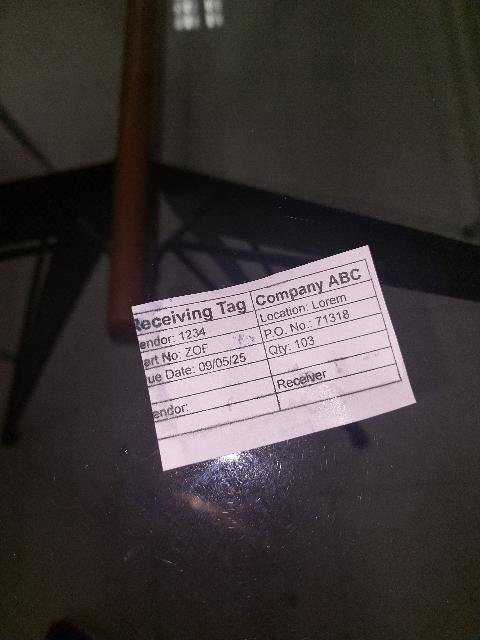 Receiving Tag Company ABC
endor: 1234 Location: Lorem
art No: ZOF P.O. No.: 71318
ue Date: 09/05/25 Qty: 103
endor: Receiver